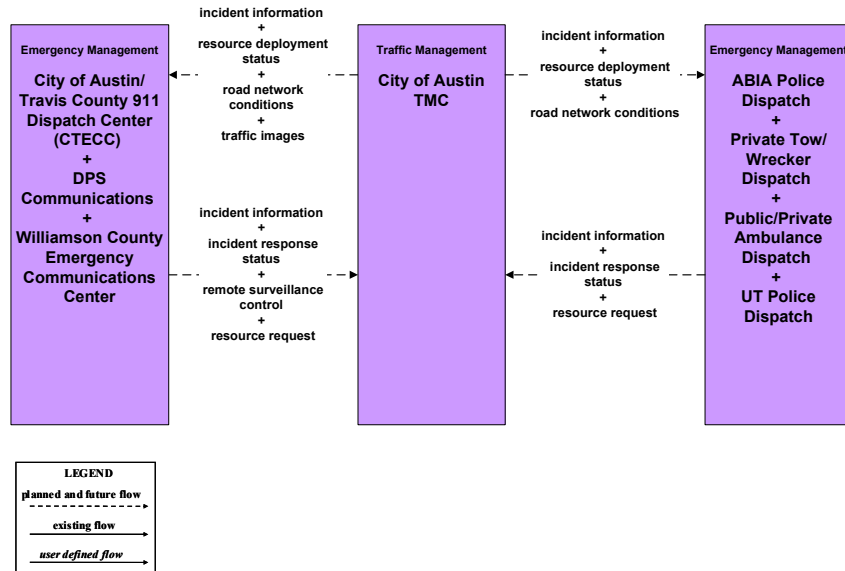 Emergency Management
City of Austin/
Travis County 911
Dispatch Center
(CTECC)
+
DPS
Communications
+
Williamson County
Emergency
Communications
Center
incident information
+
resource deployment
status
+
road network
conditions
+
traffic images
incident information
+
incident response
status
+
remote surveillance
control
+
resource request
Traffic Management
City of Austin
TMC
incident information
+
resource deployment
status
+
road network conditions
incident information
+
incident response
status
+
resource request
Emergency Management
ABIA Police
Dispatch
+
Private Tow/
Wrecker
Dispatch
+
Public/Private
Ambulance
Dispatch
+
UT Police
Dispatch
LEGEND
planned and future flow
existing flow
user defined flow